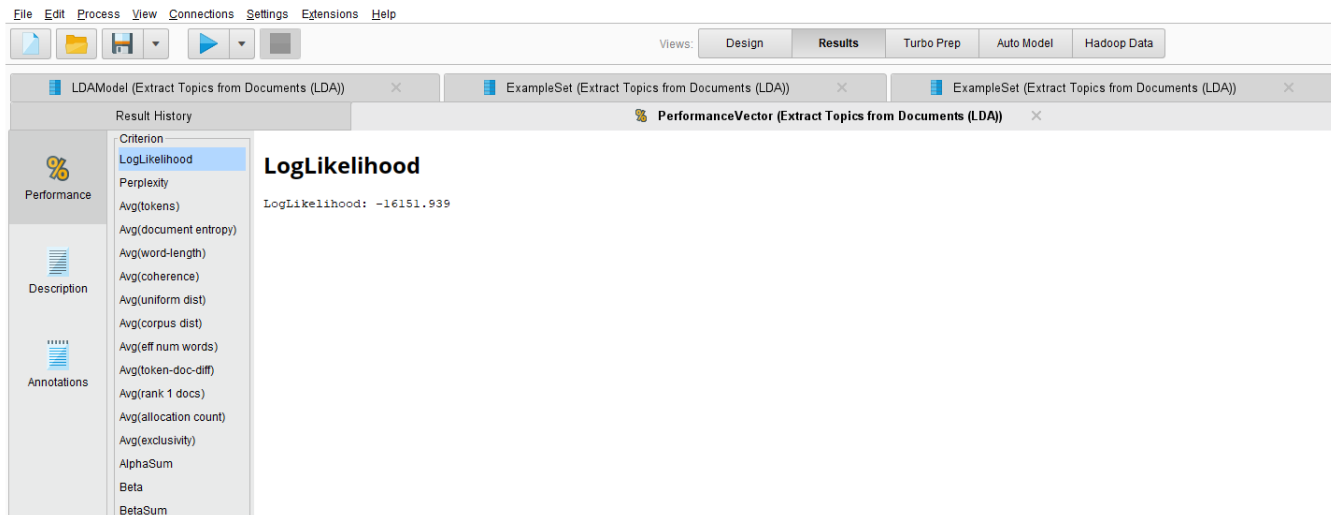 File Edit Process View Connections Settings Extensions Help
Views: Design Results Turbo Prep Auto Model Hadoop Data
LDAModel (Extract Topics from Documents (LDA)) ExampleSet (Extract Topics from Documents (LDA)) ExampleSet (Extract Topics from Documents (LDA))
Result History % PerformanceVector (Extract Topics from Documents (LDA))
%
Performance
Description
Annotations
Criterion
LogLikelihood
Perplexity
Avg(tokens)
Avg(document entropy)
Avg(word-length)
Avg(coherence)
Avg(uniform dist)
Avg(corpus dist)
Avg(eff num words)
Avg(token-doc-diff)
Avg(rank 1 docs)
Avg(allocation count)
Avg(exclusivity)
AlphaSum
Beta
BetaSum
LogLikelihood
LogLikelihood: -16151.939